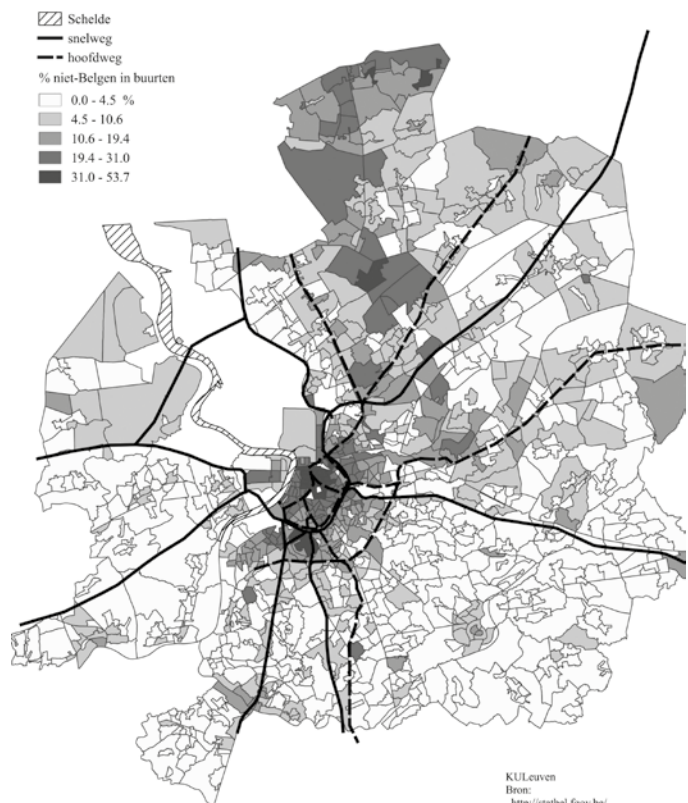 Schelde
snelweg
hoofdweg
% niet-Belgen in buurten
0.0 - 4.5 %
4.5 - 10.6
10.6 - 19.4
19.4 - 31.0
31.0 - 53.7
KULeuven
Bron: